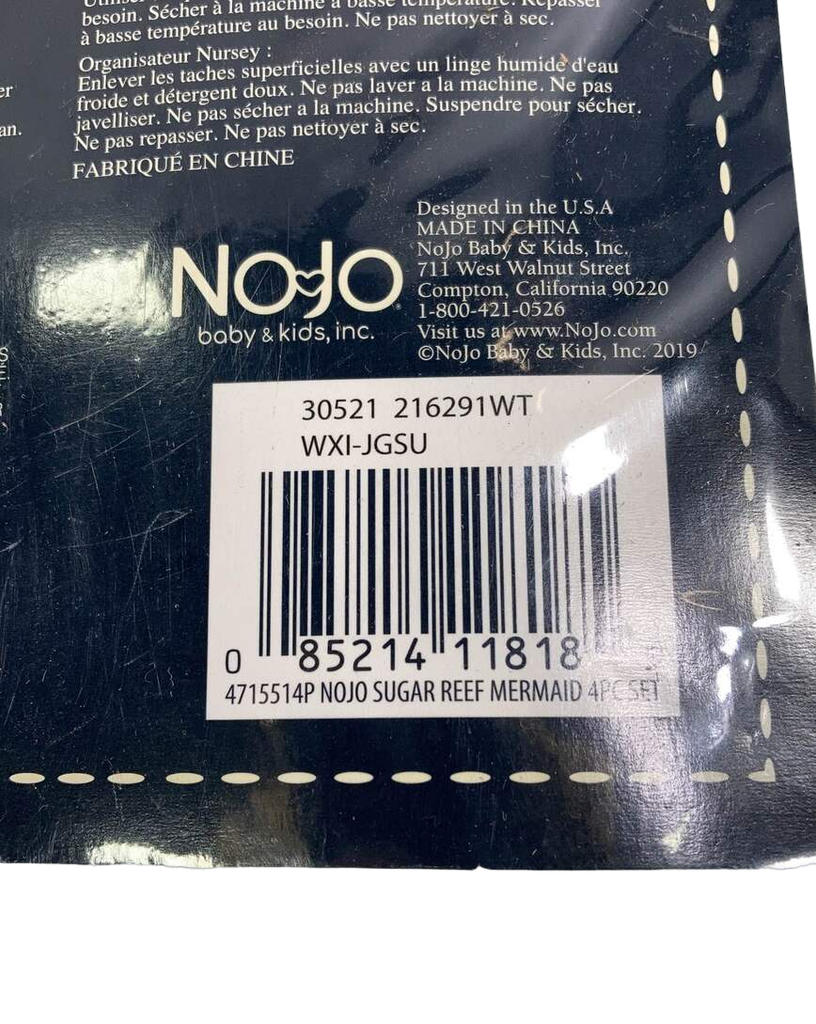 besoin. Sécher à la machine à basse température. Repasser
à basse température au besoin. Ne pas nettoyer à sec.
Organisateur Nursey :
Enlever les taches superficielles avec un linge humide d'eau
froide et détergent doux. Ne pas laver a la machine. Ne pas
javelliser. Ne pas sécher a la machine. Suspendre pour sécher.
Ne pas repasser. Ne pas nettoyer à sec.
FABRIQUÉ EN CHINE
an.
Designed in the U.S.A
MADE IN CHINA
NoJo Baby & Kids, Inc.
711 West Walnut Street
Compton, California 90220
1-800-421-0526
Visit us at www.NoJo.com
©NoJo Baby & Kids, Inc. 2019
NoJo
baby & kids, inc.
30521 216291WT
WXI-JGSU
0 85214 11818
4715514P NOJO SUGAR REEF MERMAID 4PC SET